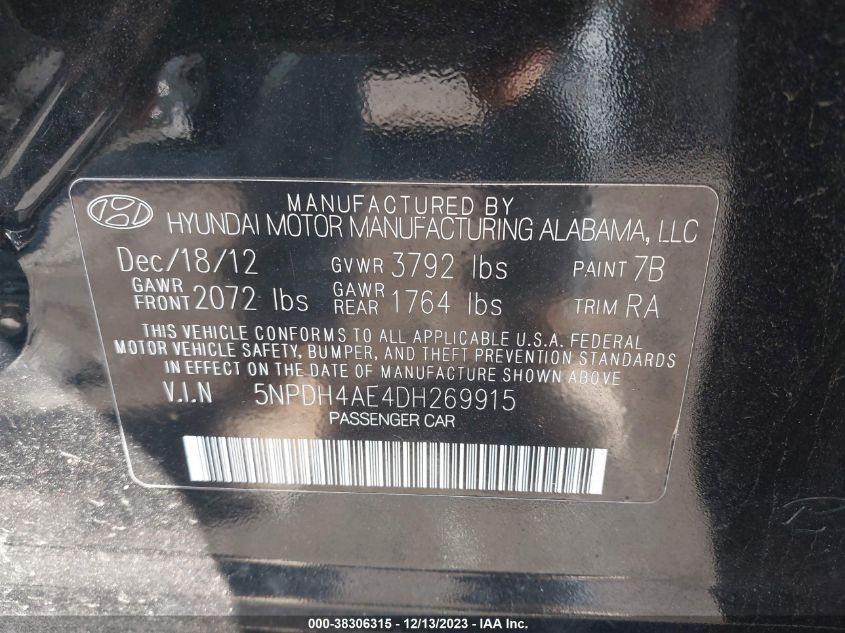 MANUFACTURED BY
HYUNDAI MOTOR MANUFACTURING ALABAMA, LLC
Dec/18/12 GVWR 3792 lbs PAINT 7B
GAWR FRONT 2072 lbs GAWR REAR 1764 lbs TRIM RA
THIS VEHICLE CONFORMS TO ALL APPLICABLE U.S.A. FEDERAL
MOTOR VEHICLE SAFETY, BUMPER, AND THEFT PREVENTION STANDARDS
IN EFFECT ON THE DATE OF MANUFACTURE SHOWN ABOVE.
V.I.N 5NPDH4AE4DH269915
PASSENGER CAR
000-38306315 - 12/13/2023 - IAA Inc.